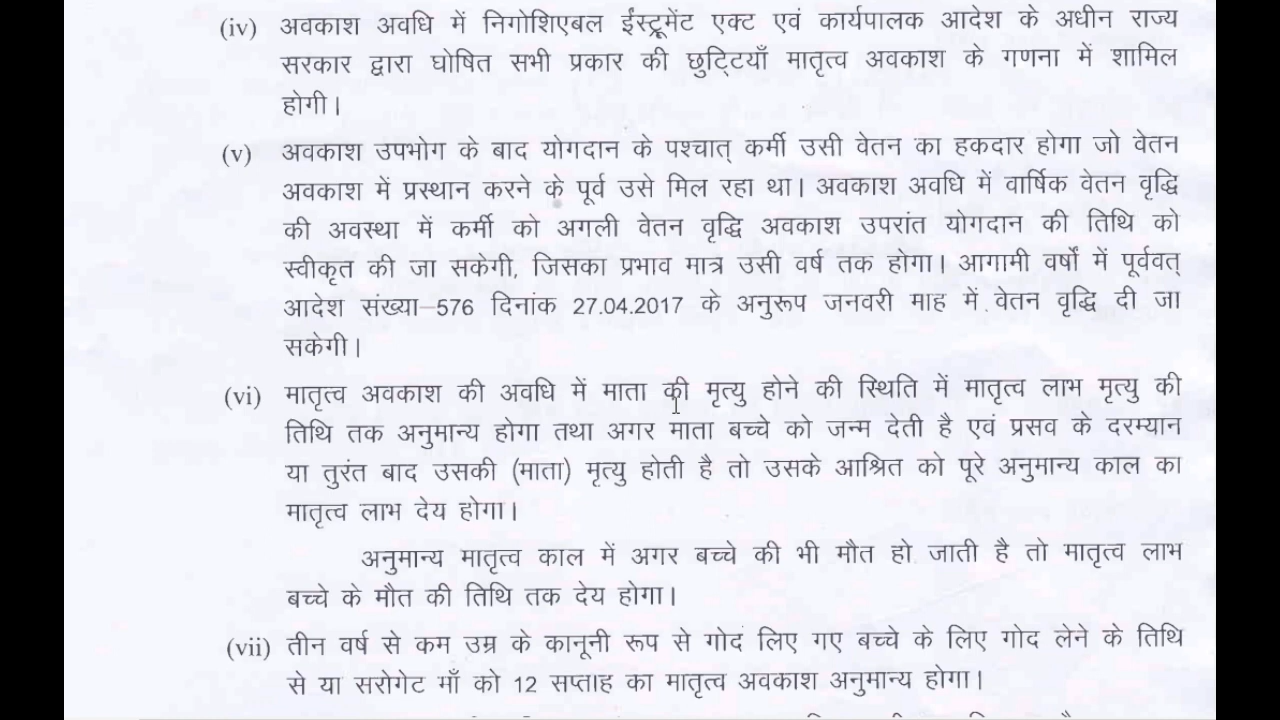 (iv) अवकाश अवधि में निगोशिएबल ईंस्ट्रूमेंट एक्ट एवं कार्यपालक आदेश के अधीन राज्य
सरकार द्वारा घोषित सभी प्रकार की छुट्टियाँ मातृत्व अवकाश के गणना में शामिल
होगी।
(v) अवकाश उपभोग के बाद योगदान के पश्चात् कर्मी उसी वेतन का हकदार होगा जो वेतन
अवकाश में प्रस्थान करने के पूर्व उसे मिल रहा था। अवकाश अवधि में वार्षिक वेतन वृद्धि
की अवस्था में कर्मी को अगली वेतन वृद्धि अवकाश उपरांत योगदान की तिथि को
स्वीकृत की जा सकेगी, जिसका प्रभाव मात्र उसी वर्ष तक होगा। आगामी वर्षों में पूर्ववत्
आदेश संख्या–576 दिनांक 27.04.2017 के अनुरूप जनवरी माह में वेतन वृद्धि दी जा
सकेगी।
(vi) मातृत्व अवकाश की अवधि में माता की मृत्यु होने की स्थिति में मातृत्व लाभ मृत्यु की
तिथि तक अनुमान्य होगा तथा अगर माता बच्चे को जन्म देती है एवं प्रसव के दरम्यान
या तुरंत बाद उसकी (माता) मृत्यु होती है तो उसके आश्रित को पूरे अनुमान्य काल का
मातृत्व लाभ देय होगा।
अनुमान्य मातृत्व काल में अगर बच्चे की भी मौत हो जाती है तो मातृत्व लाभ
बच्चे के मौत की तिथि तक देय होगा।
(vii) तीन वर्ष से कम उम्र के कानूनी रूप से गोद लिए गए बच्चे के लिए गोद लेने के तिथि
से या सरोगेट माँ को 12 सप्ताह का मातृत्व अवकाश अनुमान्य होगा।